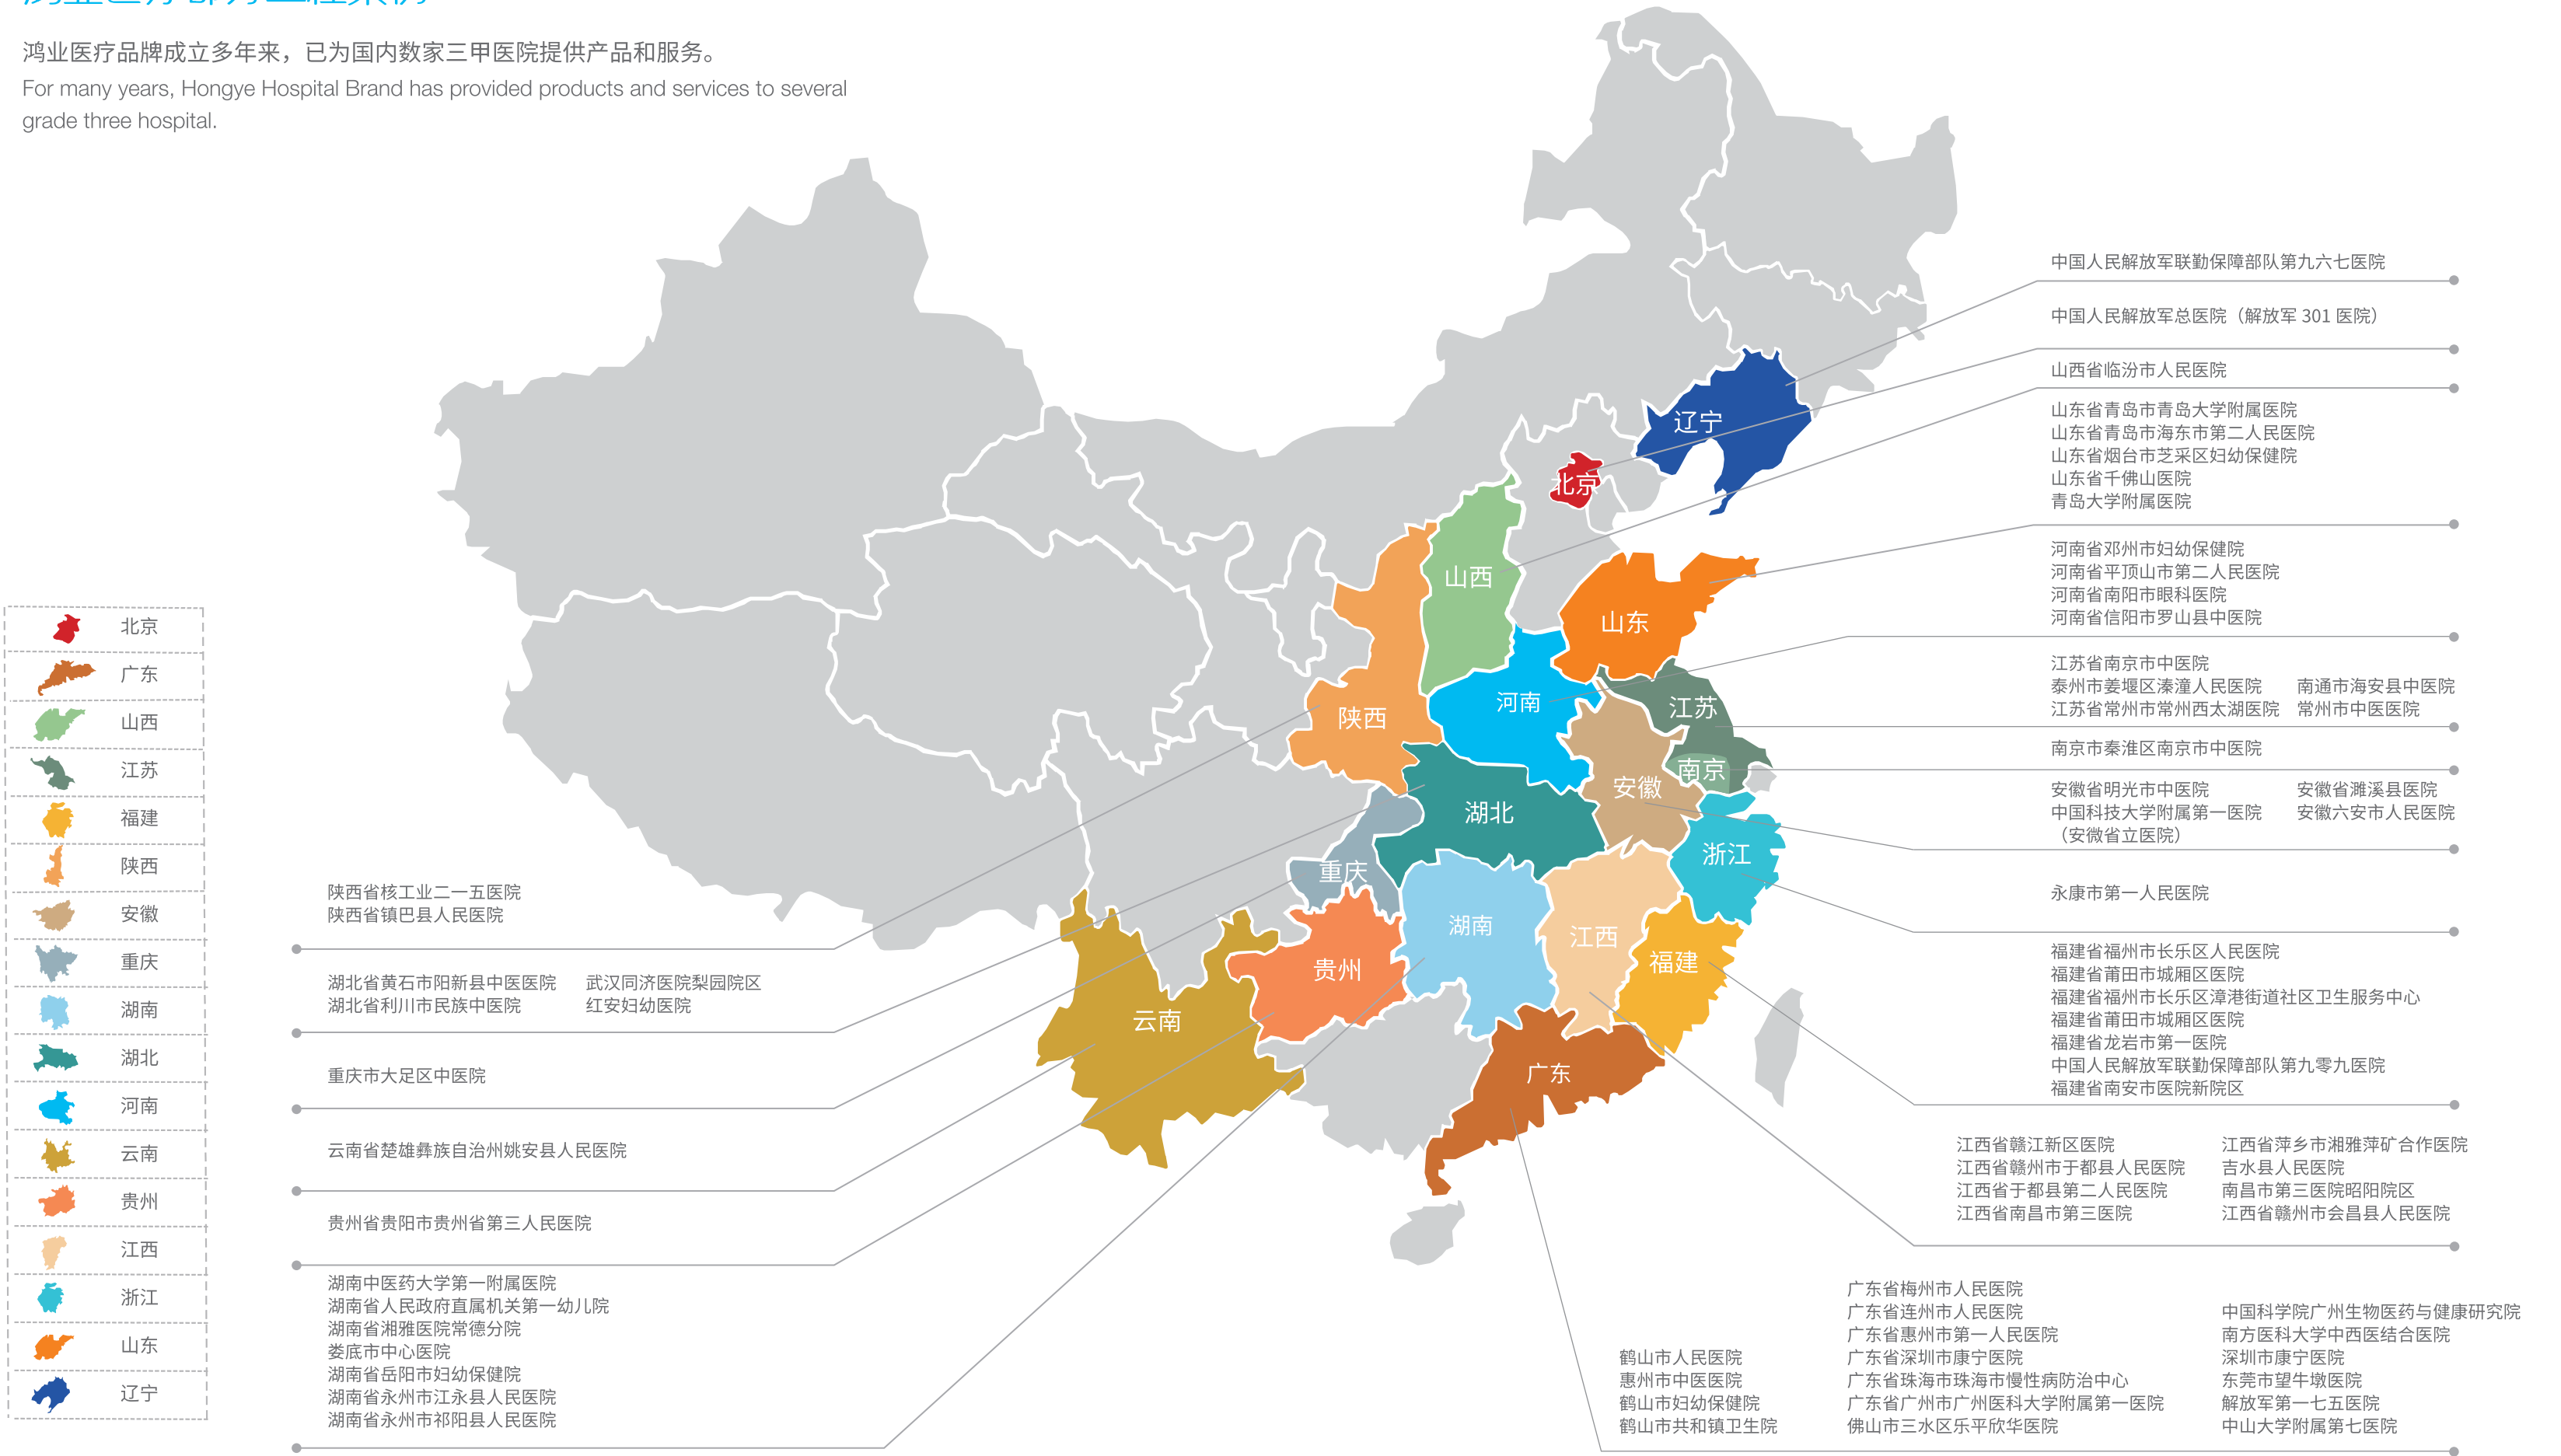 鸿业医疗品牌成立多年来，已为国内数家三甲医院提供产品和服务。
For many years, Hongye Hospital Brand has provided products and services to several
grade three hospital.
北京
广东
山西
江苏
福建
陕西
安徽
重庆
湖南
湖北
河南
云南
贵州
江西
浙江
山东
辽宁
辽宁
北京
山西
山东
陕西
河南
江苏
南京
安徽
湖北
浙江
重庆
湖南
江西
福建
贵州
云南
广东
陕西省核工业二一五医院
陕西省镇巴县人民医院
湖北省黄石市阳新县中医医院 武汉同济医院梨园院区
湖北省利川市民族中医院 红安妇幼医院
重庆市大足区中医院
云南省楚雄彝族自治州姚安县人民医院
贵州省贵阳市贵州省第三人民医院
湖南中医药大学第一附属医院
湖南省人民政府直属机关第一幼儿院
湖南省湘雅医院常德分院
娄底市中心医院
湖南省岳阳市妇幼保健院
湖南省永州市江永县人民医院
湖南省永州市祁阳县人民医院
中国人民解放军联勤保障部队第九六七医院
中国人民解放军总医院（解放军 301 医院）
山西省临汾市人民医院
山东省青岛市青岛大学附属医院
山东省青岛市海东市第二人民医院
山东省烟台市芝采区妇幼保健院
山东省千佛山医院
青岛大学附属医院
河南省邓州市妇幼保健院
河南省平顶山市第二人民医院
河南省南阳市眼科医院
河南省信阳市罗山县中医院
江苏省南京市中医院
泰州市姜堰区溱潼人民医院 南通市海安县中医院
江苏省常州市常州西太湖医院 常州市中医医院
南京市秦淮区南京市中医院
安徽省明光市中医院 安徽省濉溪县医院
中国科技大学附属第一医院 安徽六安市人民医院
（安微省立医院）
永康市第一人民医院
福建省福州市长乐区人民医院
福建省莆田市城厢区医院
福建省福州市长乐区漳港街道社区卫生服务中心
福建省莆田市城厢区医院
福建省龙岩市第一医院
中国人民解放军联勤保障部队第九零九医院
福建省南安市医院新院区
江西省赣江新区医院 江西省萍乡市湘雅萍矿合作医院
江西省赣州市于都县人民医院 吉水县人民医院
江西省于都县第二人民医院 南昌市第三医院昭阳院区
江西省南昌市第三医院 江西省赣州市会昌县人民医院
广东省梅州市人民医院
广东省连州市人民医院 中国科学院广州生物医药与健康研究院
广东省惠州市第一人民医院 南方医科大学中西医结合医院
鹤山市人民医院 广东省深圳市康宁医院 深圳市康宁医院
惠州市中医医院 广东省珠海市珠海市慢性病防治中心 东莞市望牛墩医院
鹤山市妇幼保健院 广东省广州市广州医科大学附属第一医院 解放军第一七五医院
鹤山市共和镇卫生院 佛山市三水区乐平欣华医院 中山大学附属第七医院